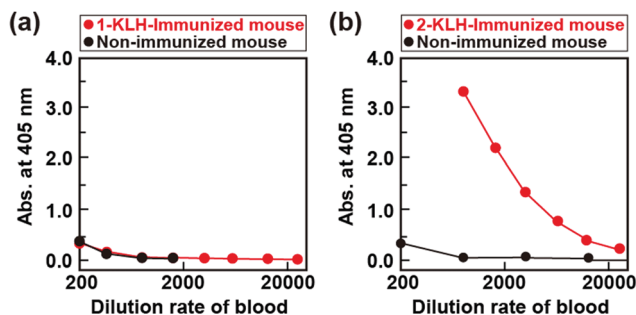 (a)
1-KLH-Immunized mouse
Non-immunized mouse
4.0
3.0
2.0
1.0
0.0
Abs. at 405 nm
200
2000
20000
Dilution rate of blood
(b)
2-KLH-Immunized mouse
Non-immunized mouse
4.0
3.0
2.0
1.0
0.0
Abs. at 405 nm
200
2000
20000
Dilution rate of blood